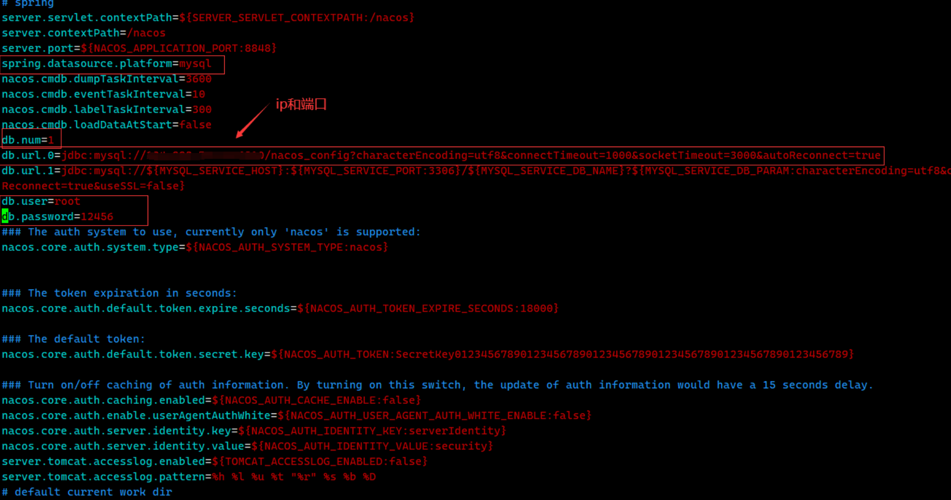 # spring
server.servlet.contextPath=${SERVER_SERVLET_CONTEXTPATH:/nacos}
server.contextPath=/nacos
server.port=${NACOS_APPLICATION_PORT:8848}
spring.datasource.platform=mysql
nacos.cmdb.dumpTaskInterval=3600
nacos.cmdb.eventTaskInterval=10
nacos.cmdb.labelTaskInterval=300
nacos.cmdb.loadDataAtStart=false
ip和端口
db.num=1
db.url.0=jdbc:mysql:// /nacos_config?characterEncoding=utf8&connectTimeout=1000&socketTimeout=3000&autoReconnect=true
db.url.1=jdbc:mysql://${MYSQL_SERVICE_HOST}:${MYSQL_SERVICE_PORT:3306}/${MYSQL_SERVICE_DB_NAME}?${MYSQL_SERVICE_DB_PARAM:characterEncoding=utf8&
Reconnect=true&useSSL=false}
db.user=root
db.password=12456
### The auth system to use, currently only 'nacos' is supported:
nacos.core.auth.system.type=${NACOS_AUTH_SYSTEM_TYPE:nacos}
### The token expiration in seconds:
nacos.core.auth.default.token.expire.seconds=${NACOS_AUTH_TOKEN_EXPIRE_SECONDS:18000}
### The default token:
nacos.core.auth.default.token.secret.key=${NACOS_AUTH_TOKEN:SecretKey012345678901234567890123456789012345678901234567890123456789}
### Turn on/off caching of auth information. By turning on this switch, the update of auth information would have a 15 seconds delay.
nacos.core.auth.caching.enabled=${NACOS_AUTH_CACHE_ENABLE:false}
nacos.core.auth.enable.userAgentAuthWhite=${NACOS_AUTH_USER_AGENT_AUTH_WHITE_ENABLE:false}
nacos.core.auth.server.identity.key=${NACOS_AUTH_IDENTITY_KEY:serverIdentity}
nacos.core.auth.server.identity.value=${NACOS_AUTH_IDENTITY_VALUE:security}
server.tomcat.accesslog.enabled=${TOMCAT_ACCESSLOG_ENABLED:false}
server.tomcat.accesslog.pattern=%h %l %u %t "%r" %s %b %D
# default current work dir